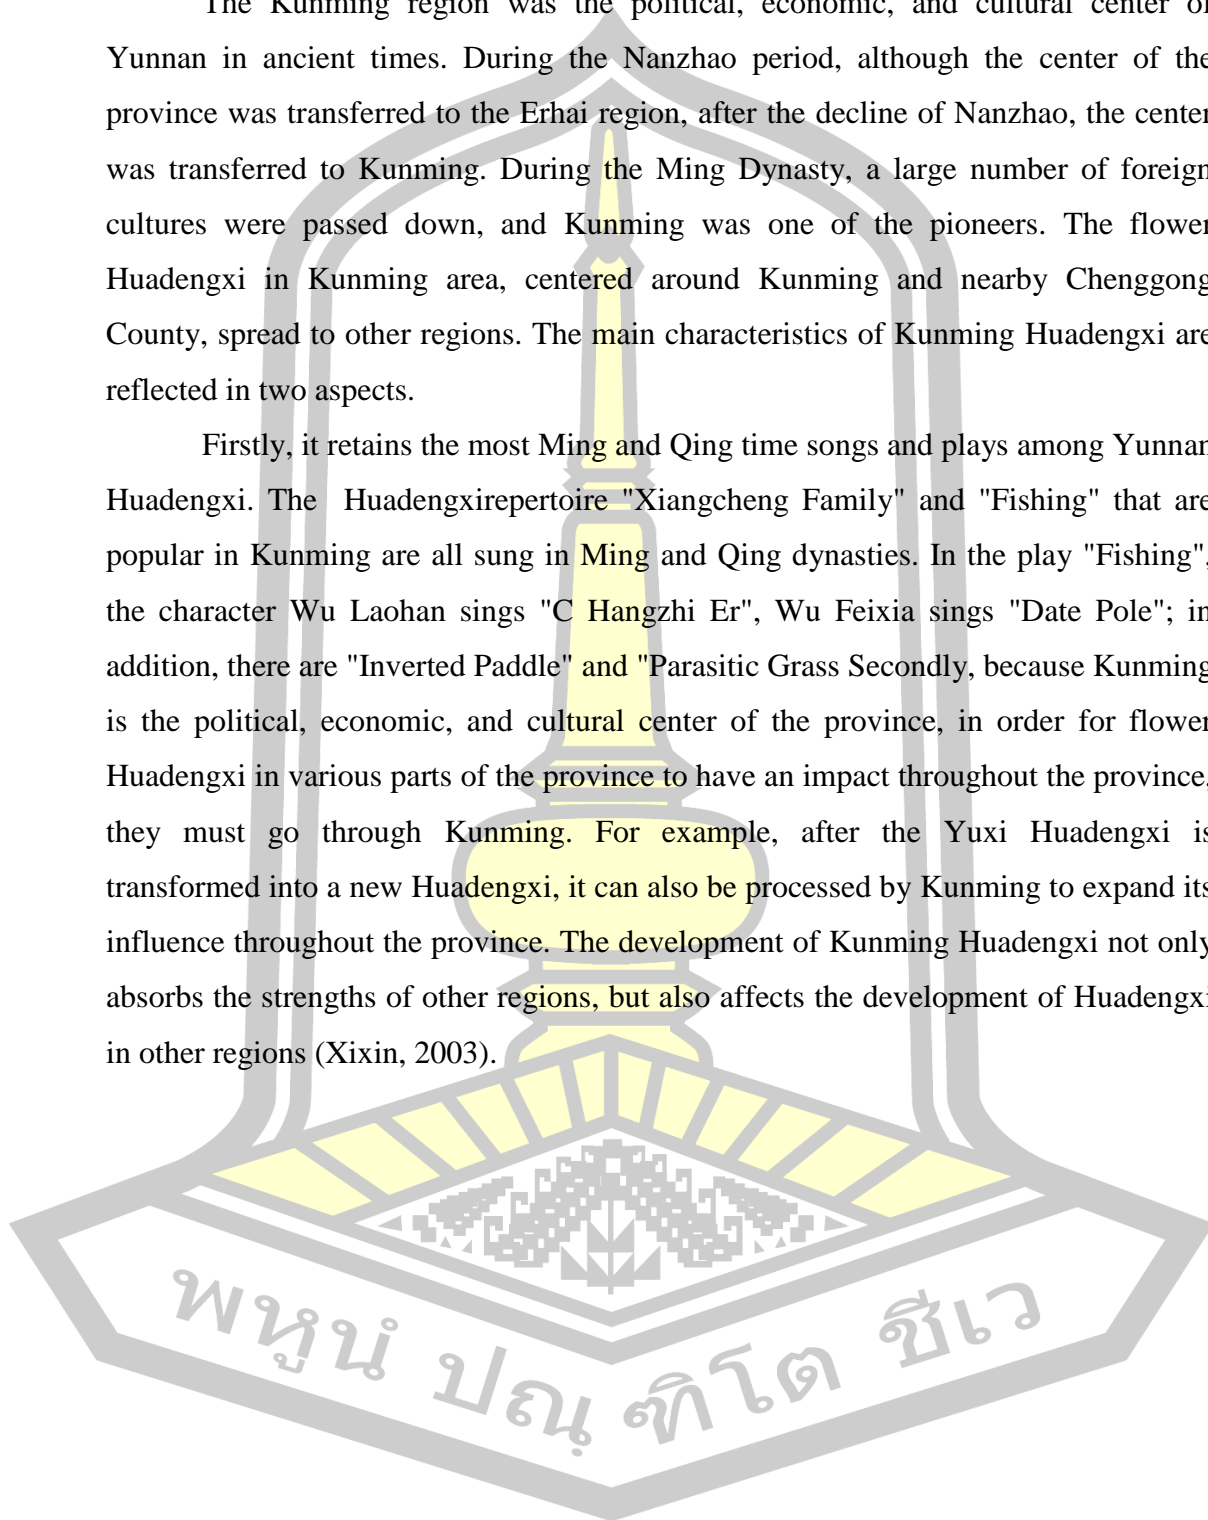 The Kunming region was the political, economic, and cultural center of
Yunnan in ancient times. During the Nanzhao period, although the center of the
province was transferred to the Erhai region, after the decline of Nanzhao, the center
was transferred to Kunming. During the Ming Dynasty, a large number of foreign
cultures were passed down, and Kunming was one of the pioneers. The flower
Huadengxi in Kunming area, centered around Kunming and nearby Chenggong
County, spread to other regions. The main characteristics of Kunming Huadengxi are
reflected in two aspects.
Firstly, it retains the most Ming and Qing time songs and plays among Yunnan
Huadengxi. The Huadengxirepertoire "Xiangcheng Family" and "Fishing" that are
popular in Kunming are all sung in Ming and Qing dynasties. In the play "Fishing",
the character Wu Laohan sings "C Hangzhi Er", Wu Feixia sings "Date Pole"; in
addition, there are "Inverted Paddle" and "Parasitic Grass Secondly, because Kunming
is the political, economic, and cultural center of the province, in order for flower
Huadengxi in various parts of the province to have an impact throughout the province,
they must go through Kunming. For example, after the Yuxi Huadengxi is
transformed into a new Huadengxi, it can also be processed by Kunming to expand its
influence throughout the province. The development of Kunming Huadengxi not only
absorbs the strengths of other regions, but also affects the development of Huadengxi
in other regions (Xixin, 2003).
พหูนํ ปณฺฑิโต ชีเว